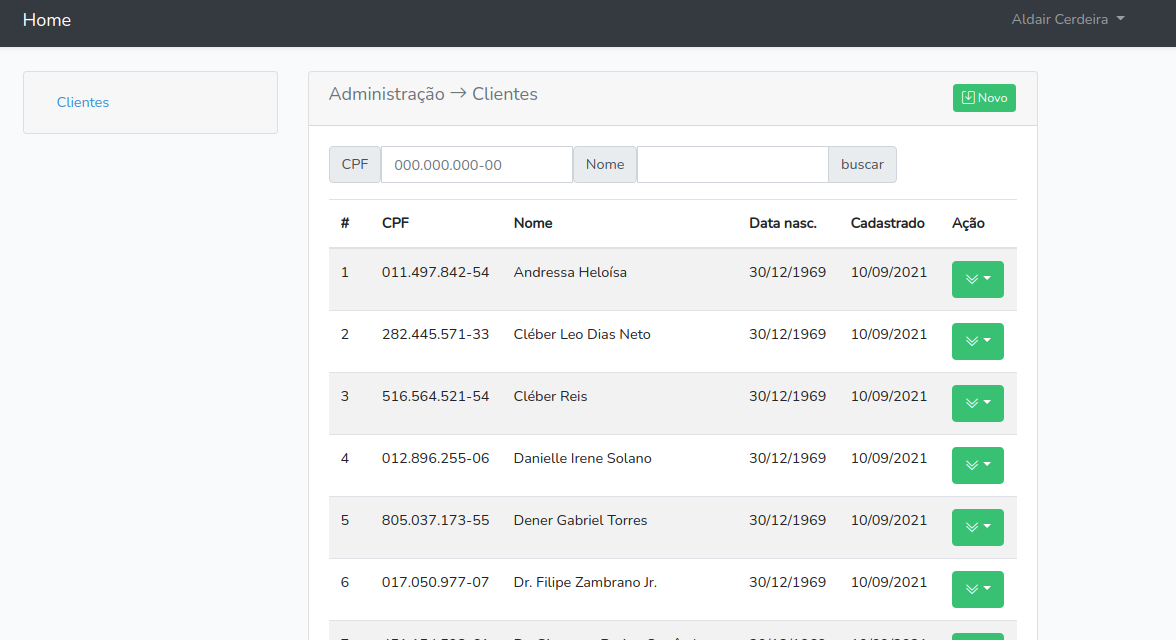 Home Aldair Cerdeira
Clientes
Administração → Clientes Novo
CPF 000.000.000-00 Nome buscar
# CPF Nome Data nasc. Cadastrado Ação
1 011.497.842-54 Andressa Heloísa 30/12/1969 10/09/2021
2 282.445.571-33 Cléber Leo Dias Neto 30/12/1969 10/09/2021
3 516.564.521-54 Cléber Reis 30/12/1969 10/09/2021
4 012.896.255-06 Danielle Irene Solano 30/12/1969 10/09/2021
5 805.037.173-55 Dener Gabriel Torres 30/12/1969 10/09/2021
6 017.050.977-07 Dr. Filipe Zambrano Jr. 30/12/1969 10/09/2021